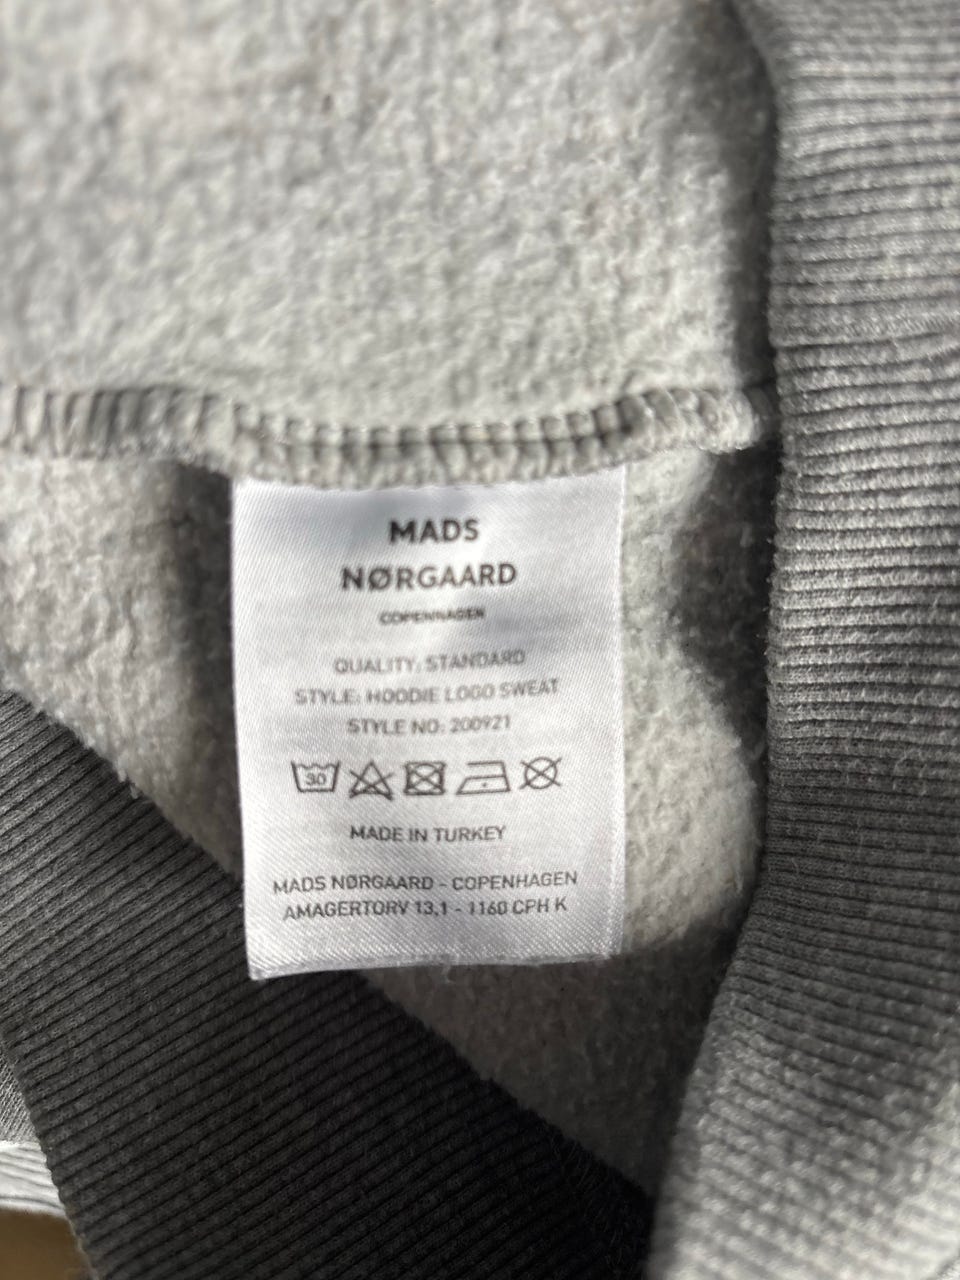 MADS
NØRGAARD
COPENHAGEN
QUALITY: STANDARD
STYLE: HOODIE LOGO SWEAT
STYLE NO: 200921
30
MADE IN TURKEY
MADS NØRGAARD - COPENHAGEN
AMAGERTORV 13,1 - 1160 CPH K